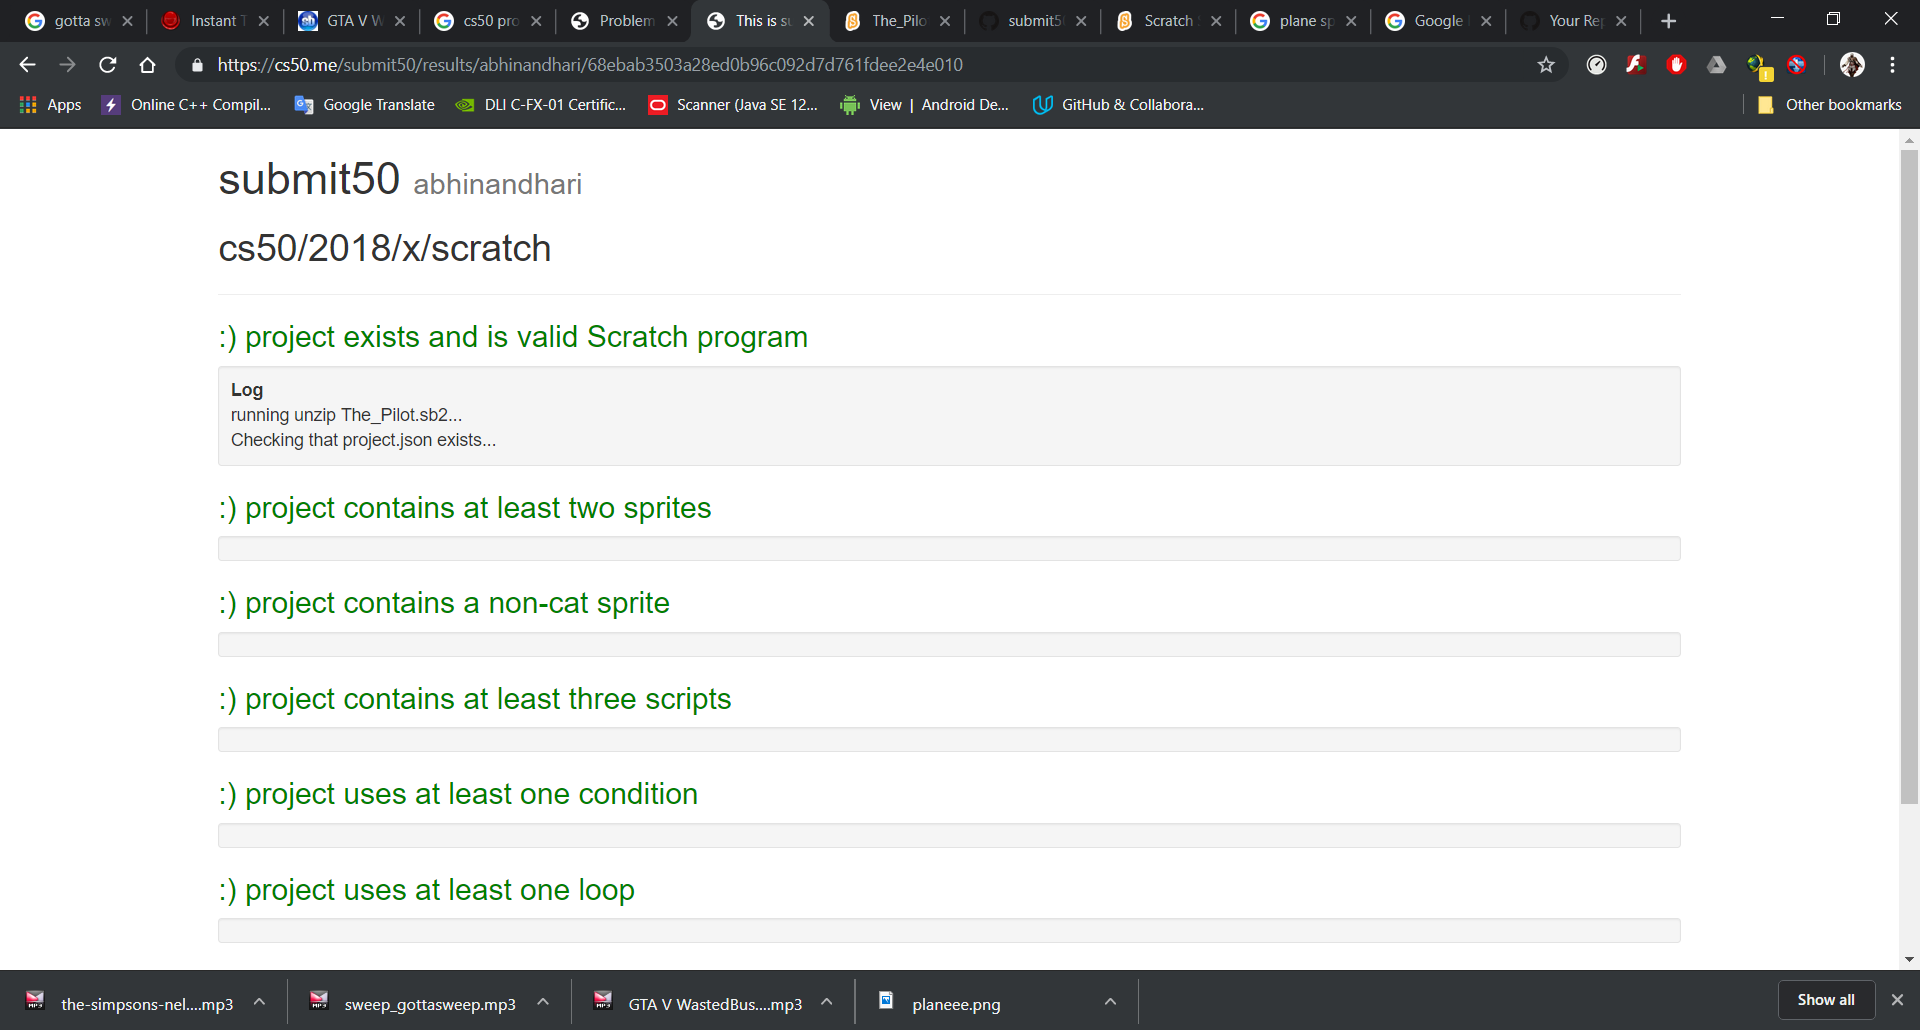 gotta sw
Instant T
GTA V W
cs50 pro
Problem
This is su
The_Pilo
submit50
Scratch
plane sp
Google
Your Rep
https://cs50.me/submit50/results/abhinandhari/68ebab3503a28ed0b96c092d7d761fdee2e4e010
Apps
Online C++ Compil...
Google Translate
DLI C-FX-01 Certific...
Scanner (Java SE 12...
View | Android De...
GitHub & Collabora...
Other bookmarks
submit50 abhinandhari
cs50/2018/x/scratch
:) project exists and is valid Scratch program
Log
running unzip The_Pilot.sb2...
Checking that project.json exists...
:) project contains at least two sprites
:) project contains a non-cat sprite
:) project contains at least three scripts
:) project uses at least one condition
:) project uses at least one loop
the-simpsons-nel....mp3
sweep_gottasweep.mp3
GTA V WastedBus....mp3
planeee.png
Show all